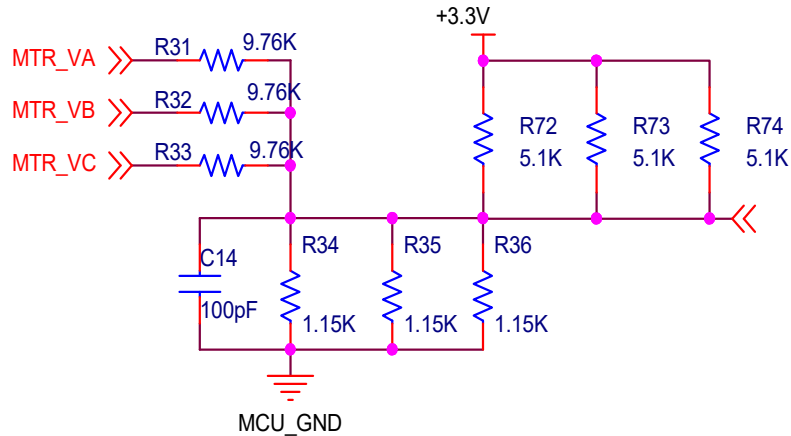 +3.3V
MTR_VA
R31
9.76K
MTR_VB
R32
9.76K
MTR_VC
R33
9.76K
R72
5.1K
R73
5.1K
R74
5.1K
C14
100pF
R34
1.15K
R35
1.15K
R36
1.15K
MCU_GND